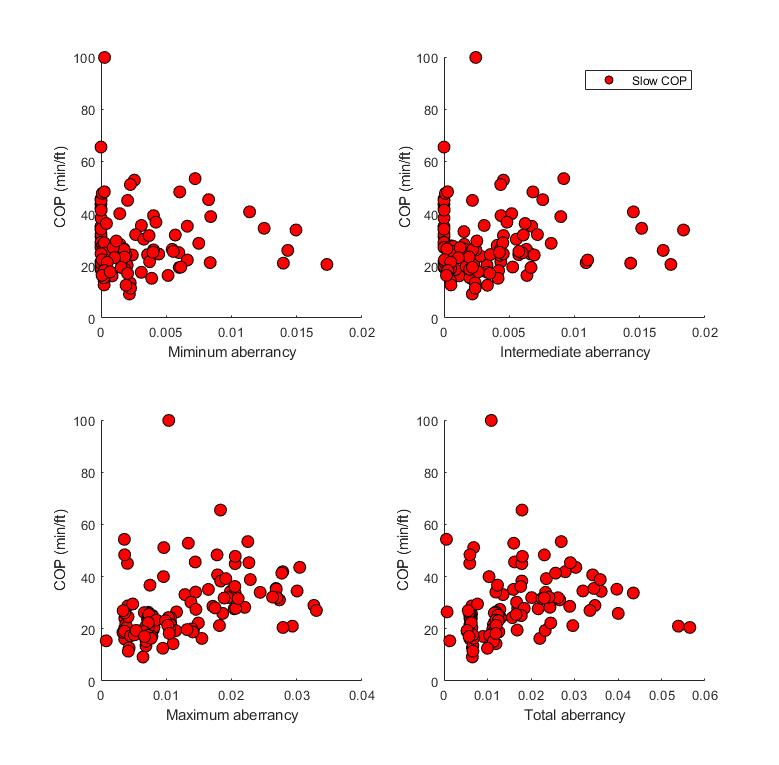 100
80
60
40
20
0
COP (min/ft)
0 0.005 0.01 0.015 0.02
Miminum aberrancy
100
80
60
40
20
0
COP (min/ft)
Slow COP
0 0.005 0.01 0.015 0.02
Intermediate aberrancy
100
80
60
40
20
0
COP (min/ft)
0 0.01 0.02 0.03 0.04
Maximum aberrancy
100
80
60
40
20
0
COP (min/ft)
0 0.01 0.02 0.03 0.04 0.05 0.06
Total aberrancy